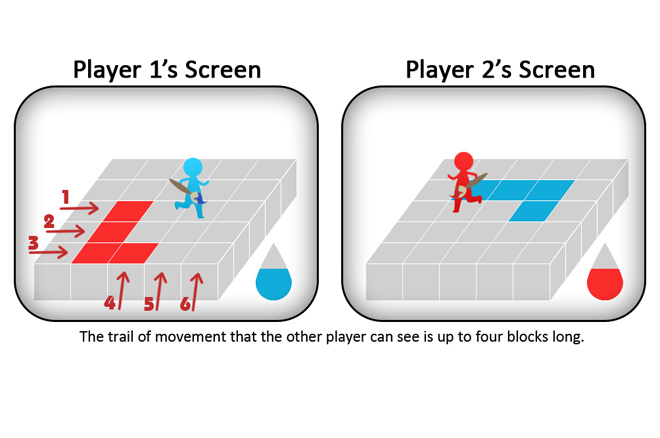 Player 1's Screen
Player 2's Screen
1
2
3
4
5
6
The trail of movement that the other player can see is up to four blocks long.